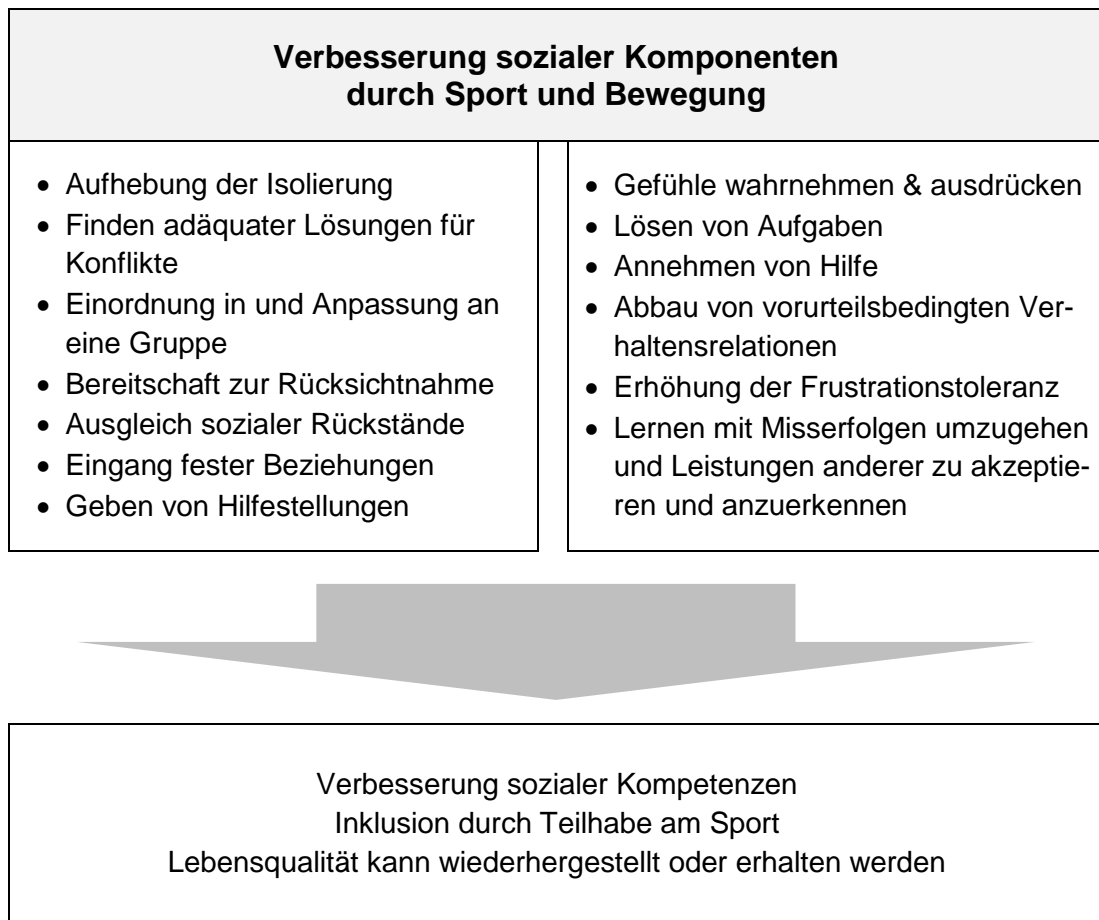 Verbesserung sozialer Komponenten
durch Sport und Bewegung
• Aufhebung der Isolierung
• Finden adäquater Lösungen für
Konflikte
• Einordnung in und Anpassung an
eine Gruppe
• Bereitschaft zur Rücksichtnahme
• Ausgleich sozialer Rückstände
• Eingang fester Beziehungen
• Geben von Hilfestellungen
• Gefühle wahrnehmen & ausdrücken
• Lösen von Aufgaben
• Annehmen von Hilfe
• Abbau von vorurteilsbedingten Ver-
haltensrelationen
• Erhöhung der Frustrationstoleranz
• Lernen mit Misserfolgen umzugehen
und Leistungen anderer zu akzeptie-
ren und anzuerkennen
Verbesserung sozialer Kompetenzen
Inklusion durch Teilhabe am Sport
Lebensqualität kann wiederhergestellt oder erhalten werden